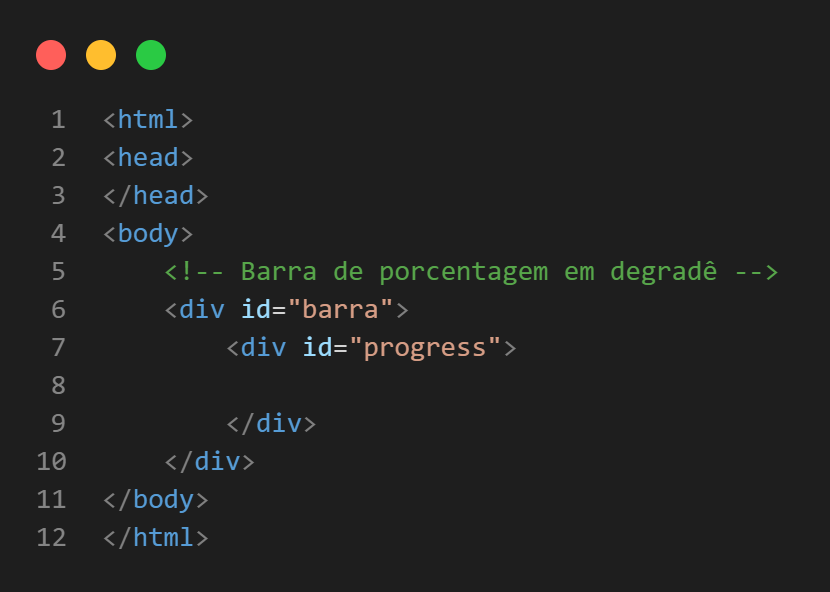 1 <html>
2 <head>
3 </head>
4 <body>
5     <!-- Barra de porcentagem em degradê -->
6     <div id="barra">
7         <div id="progress">
8
9         </div>
10     </div>
11 </body>
12 </html>